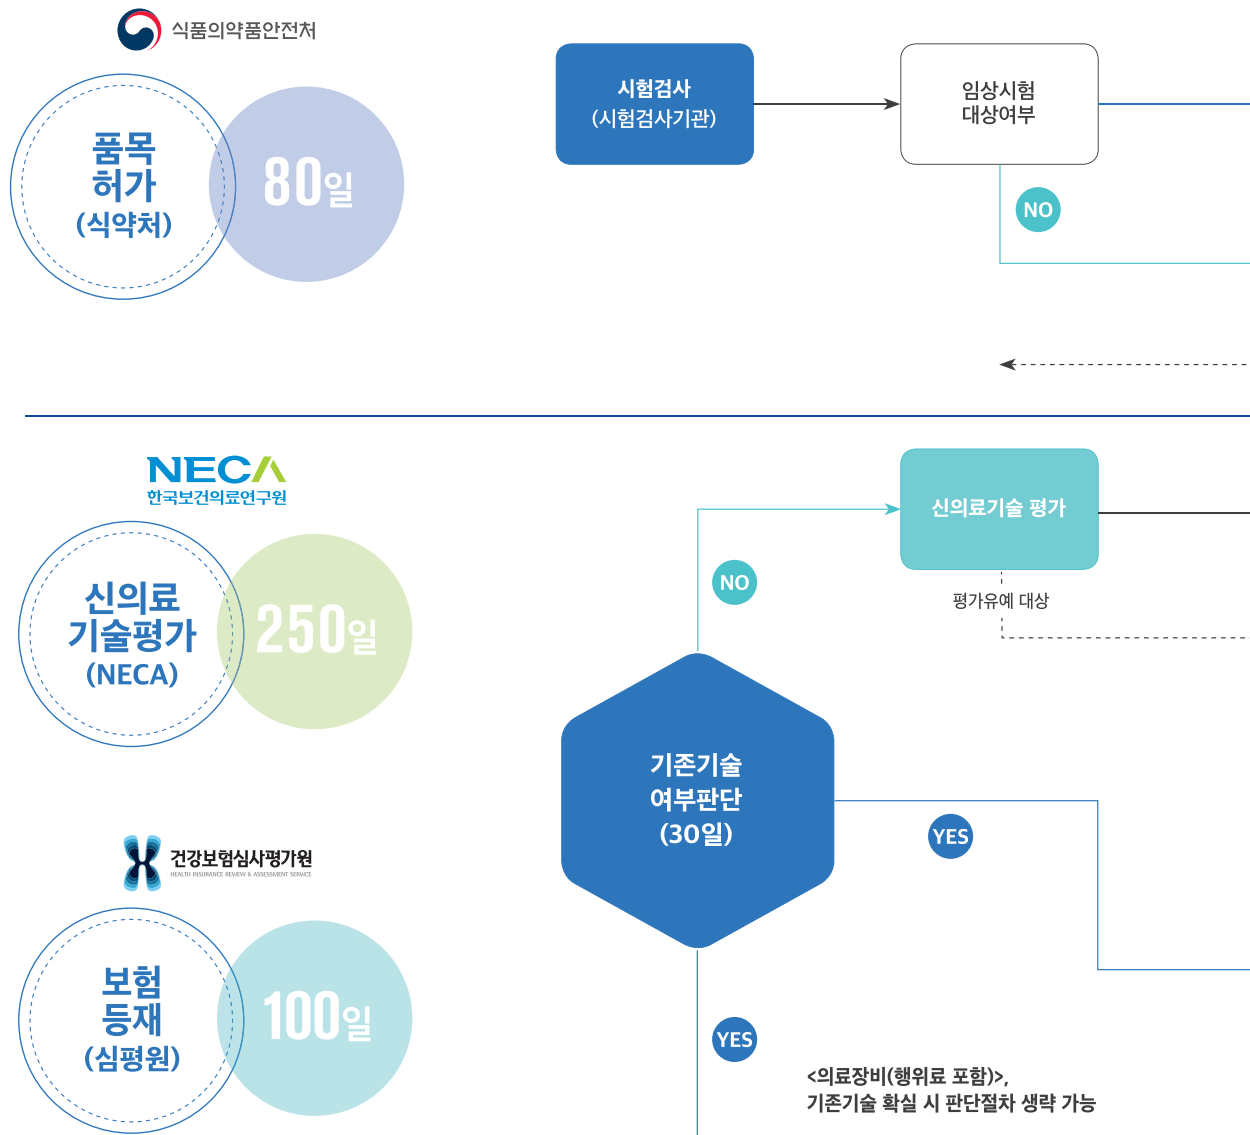 식품의약품안전처
품목
허가
(식약처)
80일
시험검사
(시험검사기관)
임상시험
대상여부
NO
NECA
한국보건의료연구원
신의료
기술평가
(NECA)
250일
신의료기술 평가
평가유예 대상
NO
기존기술
여부판단
(30일)
YES
건강보험심사평가원
HEALTH INSURANCE REVIEW & ASSESSMENT SERVICE
보험
등재
(심평원)
100일
YES
<의료장비(행위료 포함)>,
기존기술 확실 시 판단절차 생략 가능